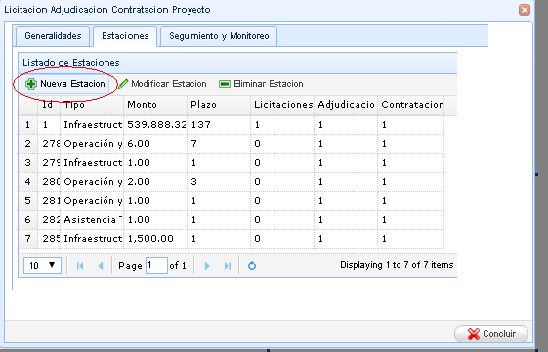 Licitacion Adjudicacion Contratacion Proyecto
Generalidades Estaciones Seguimiento y Monitoreo
Listado de Estaciones
Nueva Estacion Modificar Estacion Eliminar Estacion
Id Tipo Monto Plazo Licitaciones Adjudicacio Contratacion
1 1 Infraestruct 539.888.32 137 1 1 1
2 278 Operación y 6.00 7 0 1 1
3 279 Infraestruct 1.00 1 0 1 1
4 280 Operación y 2.00 3 0 1 1
5 281 Operación y 1.00 1 0 1 1
6 282 Asistencia T 1.00 1 0 1 1
7 285 Infraestruct 1,500.00 1 0 1 1
10 Page 1 of 1 Displaying 1 to 7 of 7 items
Concluir